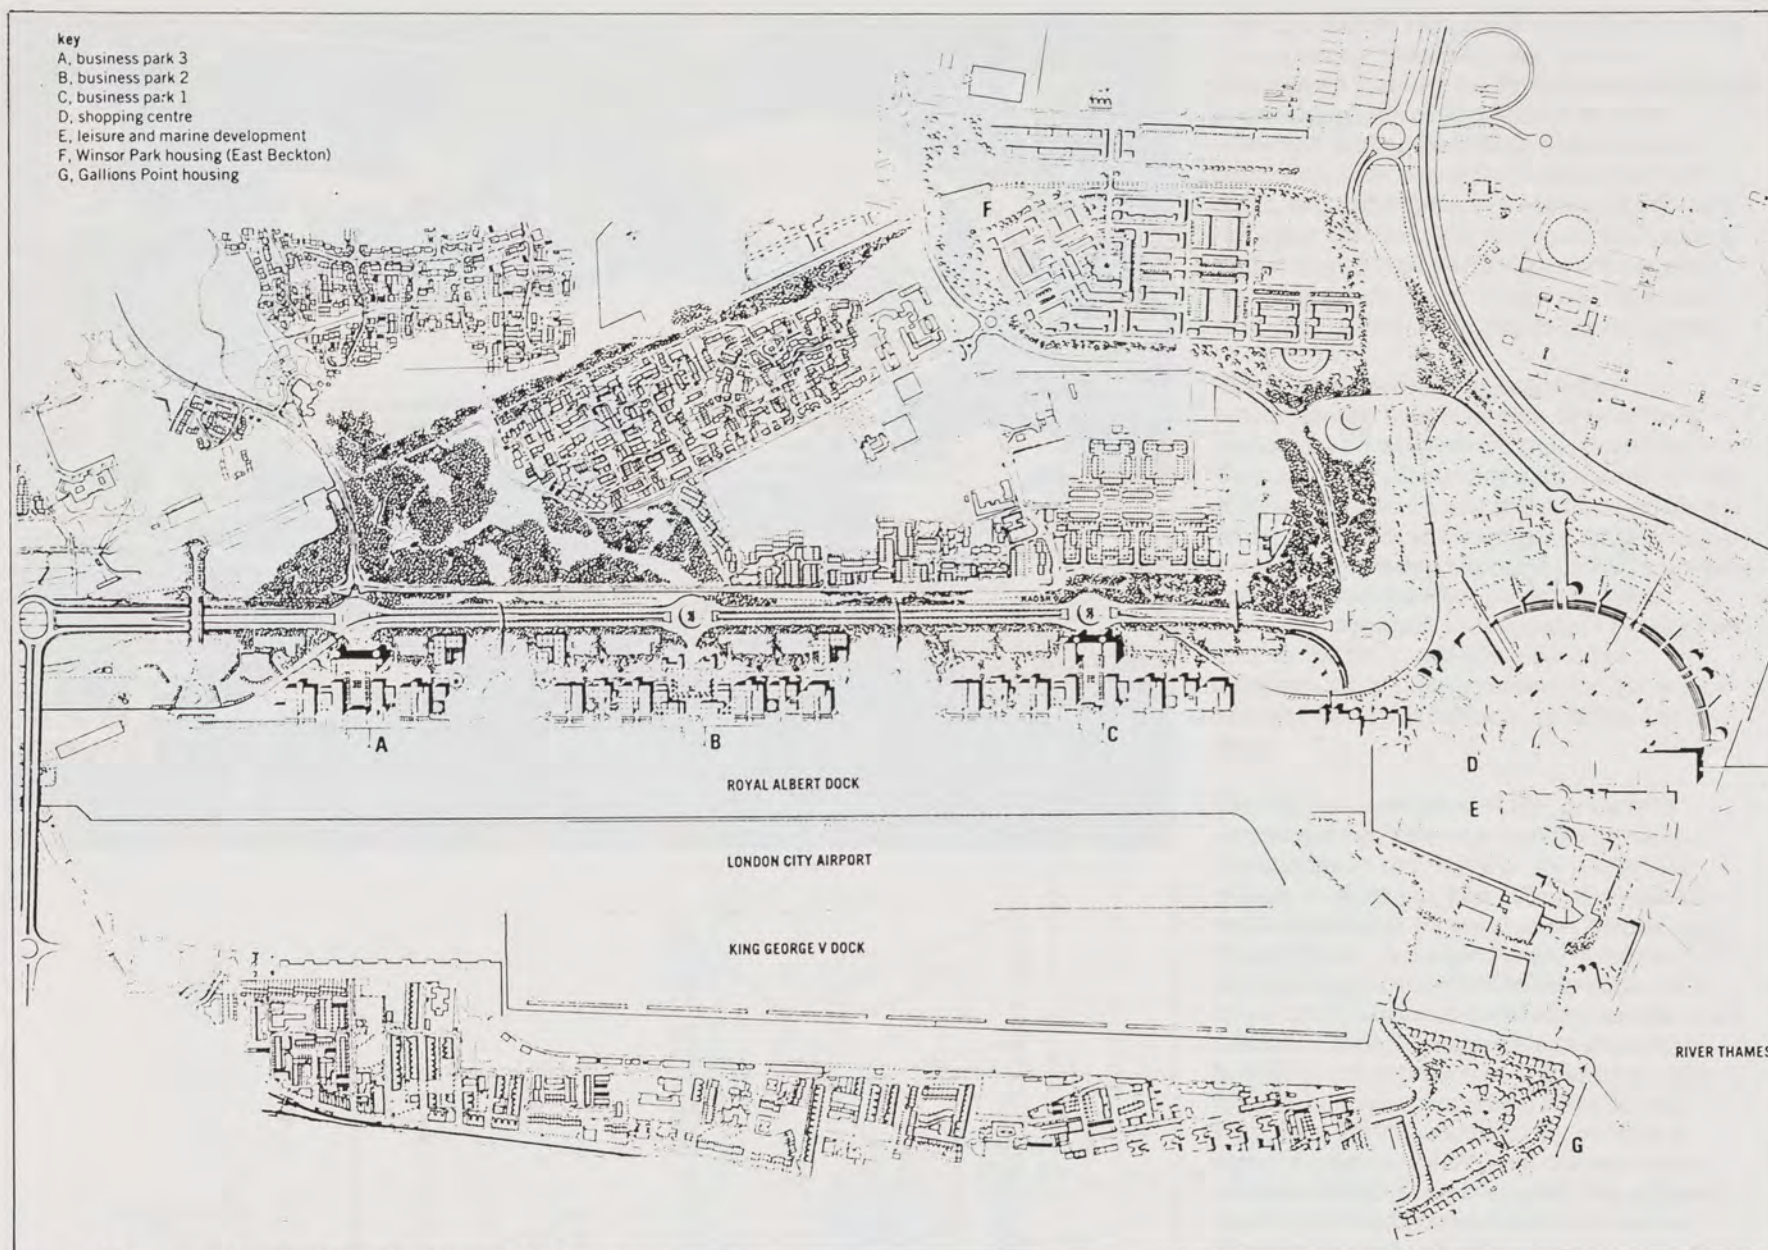 key
A, business park 3
B, business park 2
C, business park 1
D, shopping centre
E, leisure and marine development
F, Winsor Park housing (East Beckton)
G, Gallions Point housing
F
A
B
C
D
ROYAL ALBERT DOCK
E
LONDON CITY AIRPORT
KING GEORGE V DOCK
RIVER THAMES
G